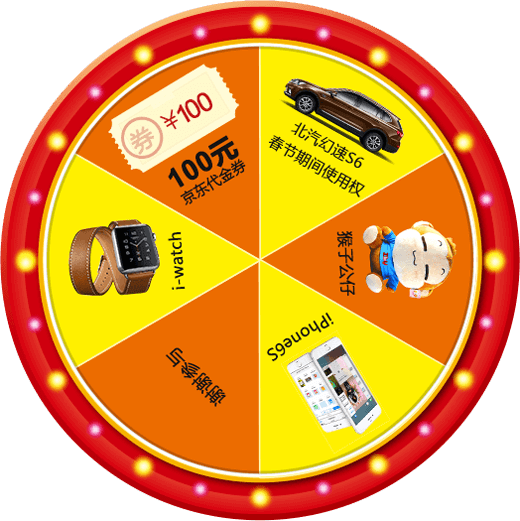 ¥100
券
100元
京东代金券
北汽幻速S6
春节期间使用权
猴子公仔
iPhone6S
谢谢参与
i-watch